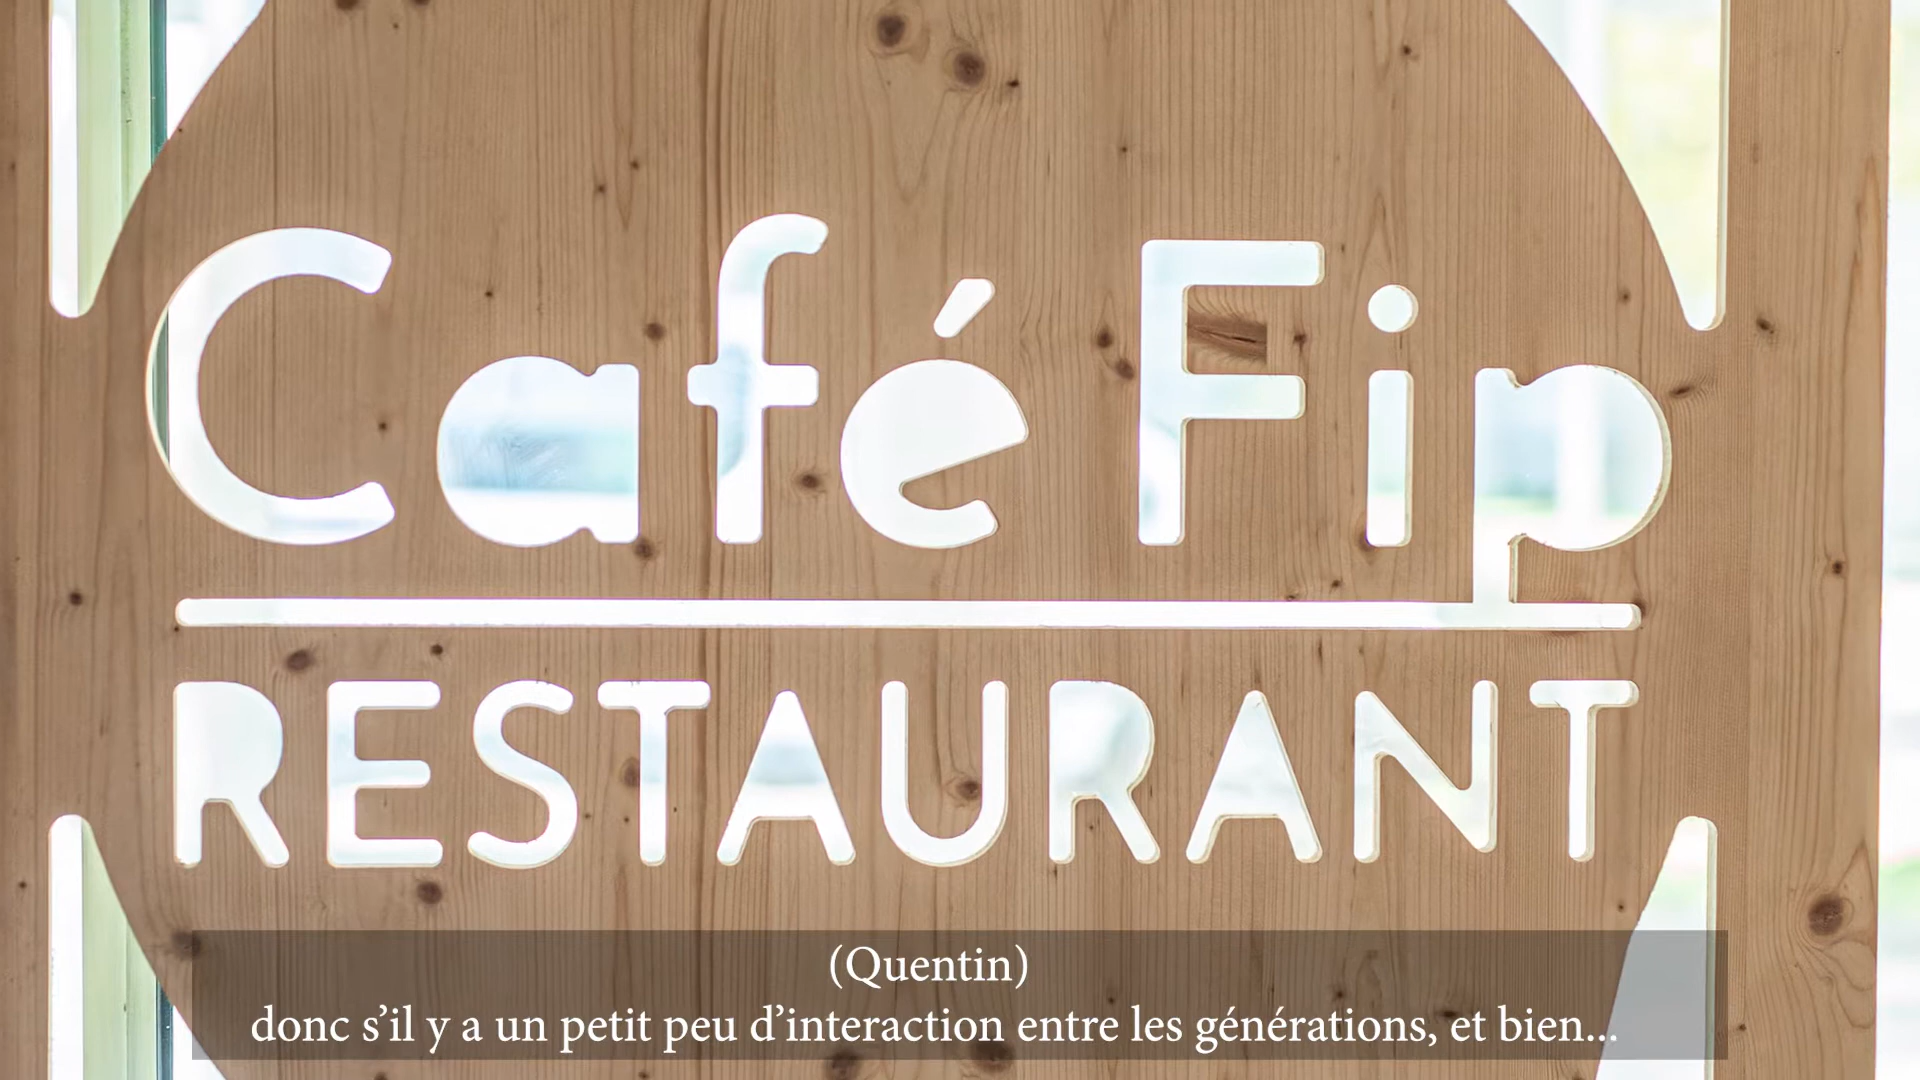 Café Fip
RESTAURANT
(Quentin)
donc s’il y a un petit peu d’interaction entre les générations, et bien...